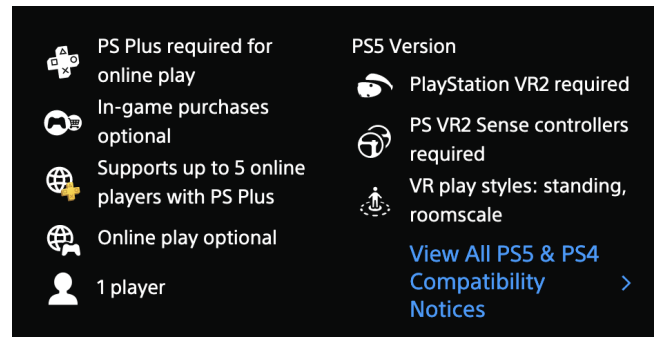 PS Plus required for
online play
In-game purchases
optional
Supports up to 5 online
players with PS Plus
Online play optional
1 player
PS5 Version
PlayStation VR2 required
PS VR2 Sense controllers
required
VR play styles: standing,
roomscale
View All PS5 & PS4
Compatibility
Notices